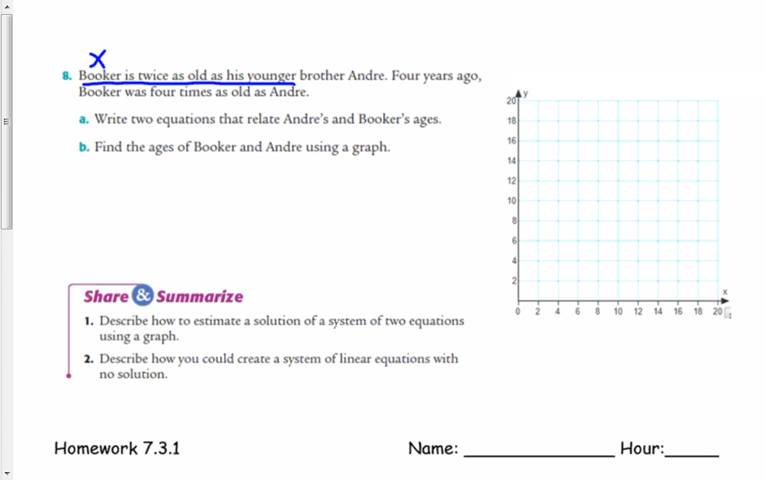 X
8. Booker is twice as old as his younger brother Andre. Four years ago,
Booker was four times as old as Andre.
a. Write two equations that relate Andre's and Booker's ages.
b. Find the ages of Booker and Andre using a graph.
y
20
18
16
14
12
10
8
6
4
2
x
0 2 4 6 8 10 12 14 16 18 20
Share & Summarize
1. Describe how to estimate a solution of a system of two equations
using a graph.
2. Describe how you could create a system of linear equations with
no solution.
Homework 7.3.1 Name: ______________ Hour:_____